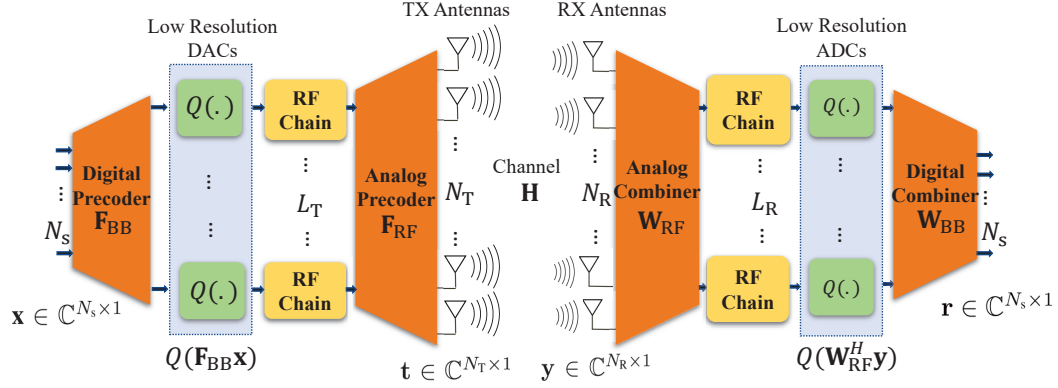 TX Antennas
RX Antennas
Low Resolution
DACs
Low Resolution
ADCs
Q(.)
RF
Chain
RF
Chain
Q(.)
...
...
...
...
...
...
...
...
Digital
Precoder
F_BB
N_s
L_T
Analog
Precoder
F_RF
N_T
Channel
H
N_R
Analog
Combiner
W_RF
L_R
Digital
Combiner
W_BB
N_s
...
...
...
...
...
...
Q(.)
RF
Chain
RF
Chain
Q(.)
x ∈ ℂ^{N_s×1}
r ∈ ℂ^{N_s×1}
Q(F_BB x)
t ∈ ℂ^{N_T×1}
y ∈ ℂ^{N_R×1}
Q(W_RF^H y)